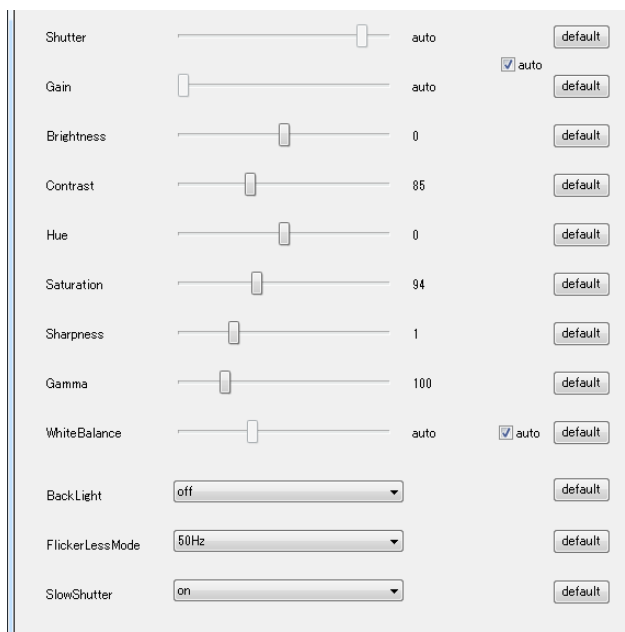 Shutter auto default
auto
Gain auto default
Brightness 0 default
Contrast 85 default
Hue 0 default
Saturation 94 default
Sharpness 1 default
Gamma 100 default
WhiteBalance auto auto default
BackLight off default
FlickerLessMode 50Hz default
SlowShutter on default